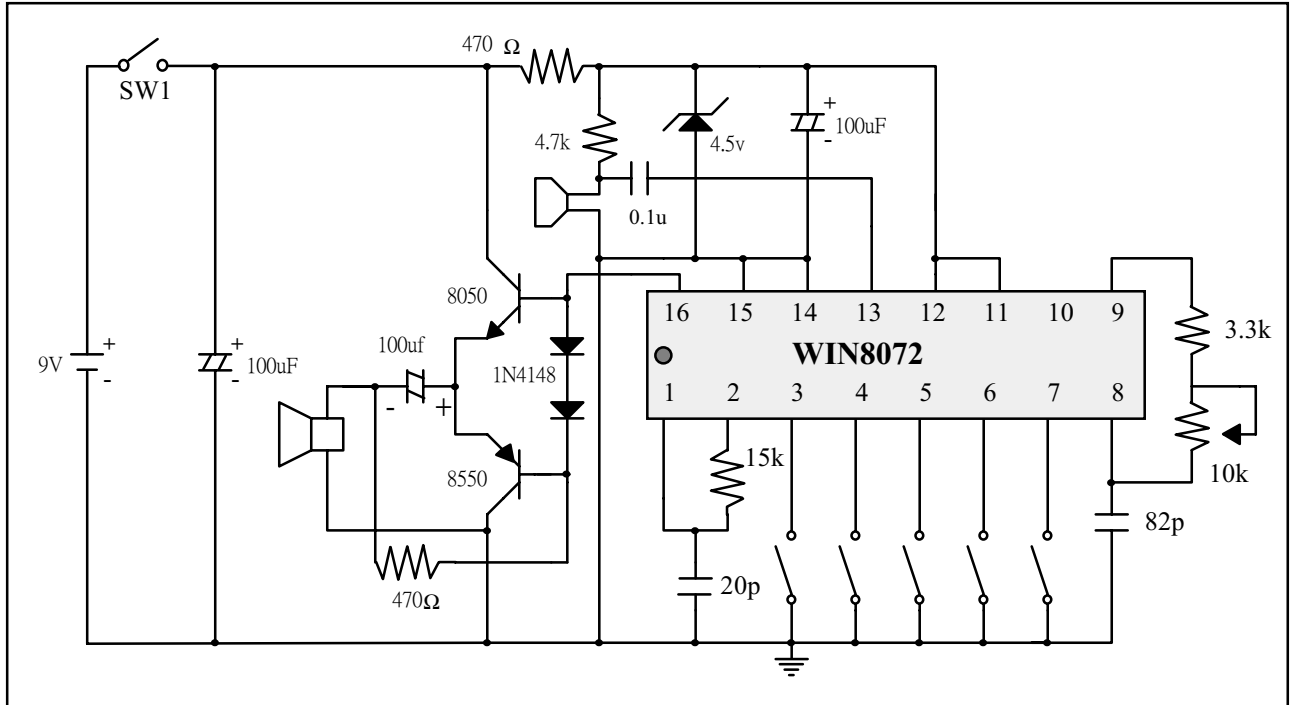 470 Ω
SW1
4.7k
4.5v
+
100uF
-
0.1u
8050
16 15 14 13 12 11 10 9
3.3k
100uf
9V
+
-
+
100uF
-
1N4148
WIN8072
- +
1 2 3 4 5 6 7 8
8550
15k
10k
82p
20p
470Ω